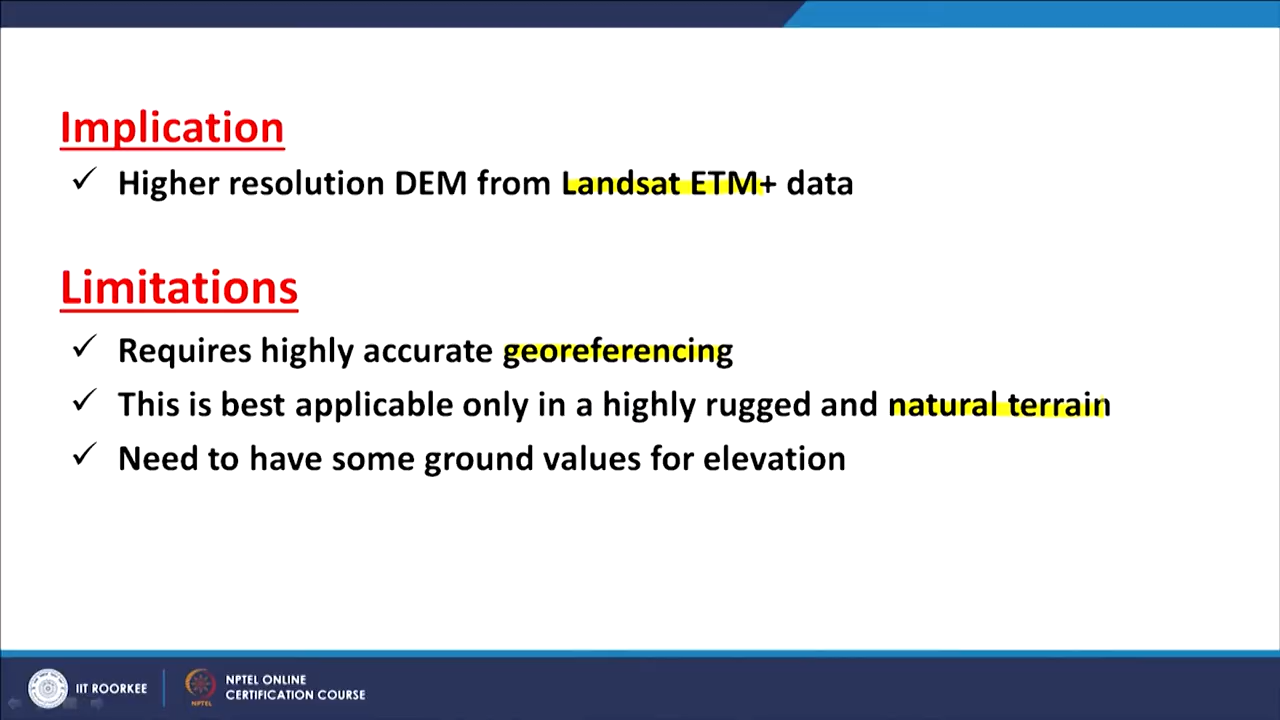 Implication
✓ Higher resolution DEM from Landsat ETM+ data
Limitations
✓ Requires highly accurate georeferencing
✓ This is best applicable only in a highly rugged and natural terrain
✓ Need to have some ground values for elevation
IIT ROORKEE
NPTEL ONLINE
CERTIFICATION COURSE
NPTEL